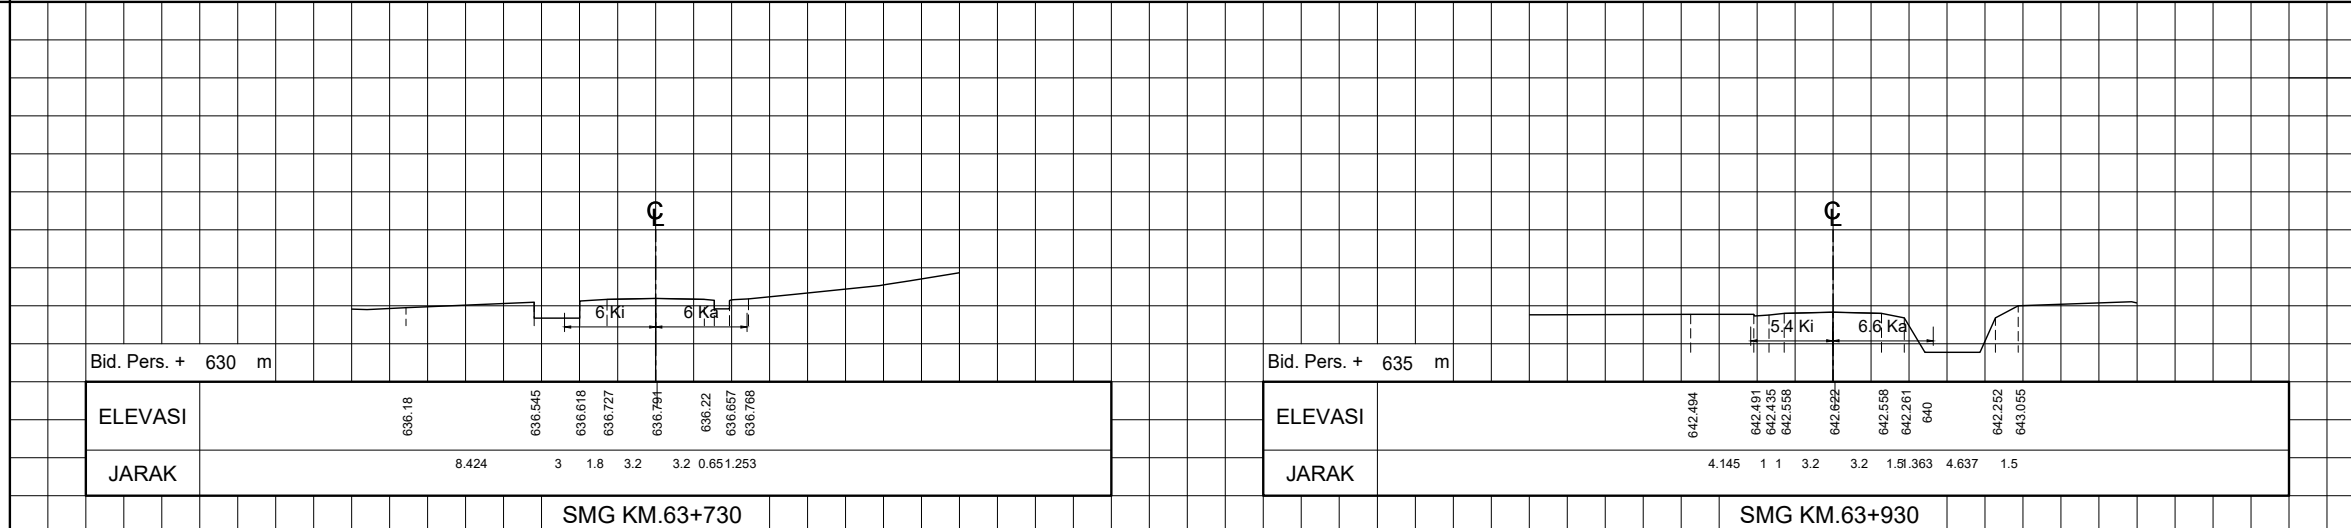 ℄
6 Ki 6 Ka
Bid. Pers. + 630 m
ELEVASI 636.18 636.545 636.618 636.727 636.791 636.22 636.657 636.768
JARAK 8.424 3 1.8 3.2 3.2 0.65 1.253
SMG KM.63+730
℄
5.4 Ki 6.6 Ka
Bid. Pers. + 635 m
ELEVASI 642.494 642.491 642.435 642.558 642.622 642.558 642.261 640 642.252 643.055
JARAK 4.145 1 1 3.2 3.2 1.5 1.363 4.637 1.5
SMG KM.63+930